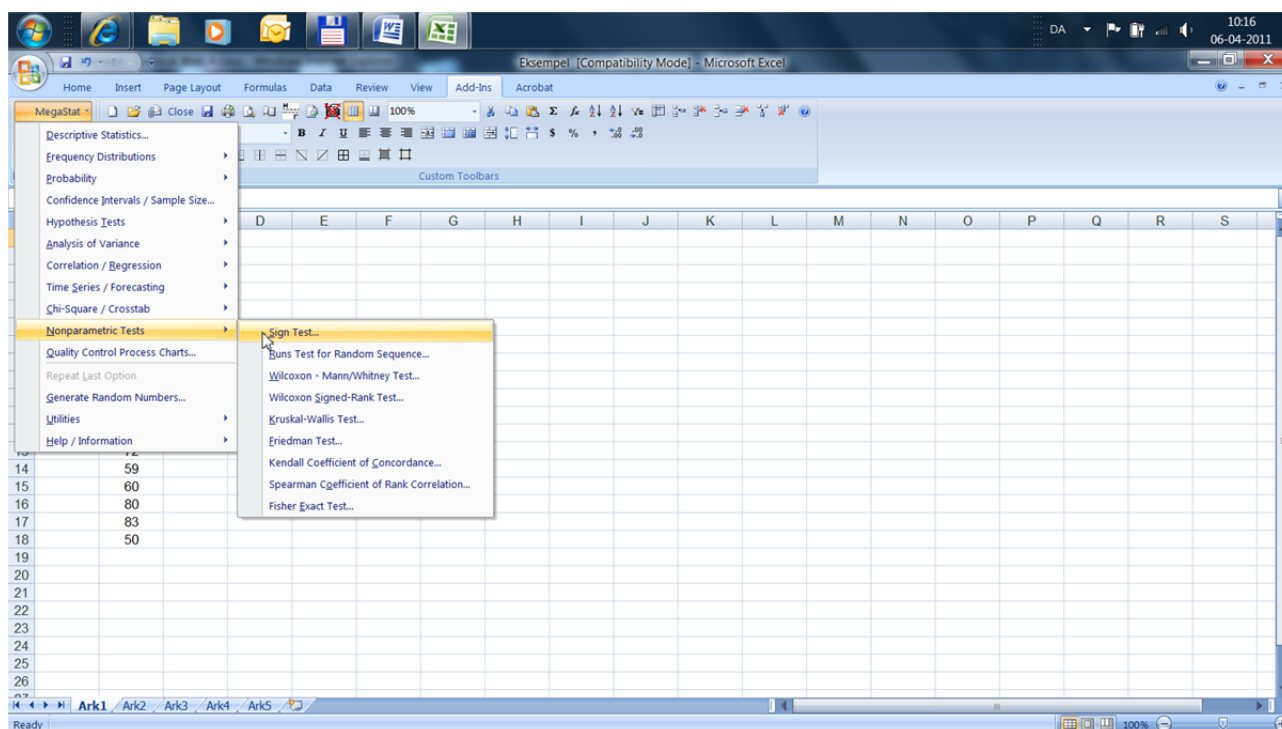 DA
10:16
06-04-2011
Eksempel [Compatibility Mode] - Microsoft Excel
Home Insert Page Layout Formulas Data Review View Add-Ins Acrobat
MegaStat Close 100%
Custom Toolbars
Descriptive Statistics...
Frequency Distributions
Probability
Confidence Intervals / Sample Size...
Hypothesis Tests
Analysis of Variance
Correlation / Regression
Time Series / Forecasting
Chi-Square / Crosstab
Nonparametric Tests
Quality Control Process Charts...
Repeat Last Option
Generate Random Numbers...
Utilities
Help / Information
Sign Test...
Runs Test for Random Sequence...
Wilcoxon - Mann/Whitney Test...
Wilcoxon Signed-Rank Test...
Kruskal-Wallis Test...
Friedman Test...
Kendall Coefficient of Concordance...
Spearman Coefficient of Rank Correlation...
Fisher Exact Test...
D E F G H I J K L M N O P Q R S
14 59
15 60
16 80
17 83
18 50
19
20
21
22
23
24
25
26
Ark1 Ark2 Ark3 Ark4 Ark5
Ready 100%